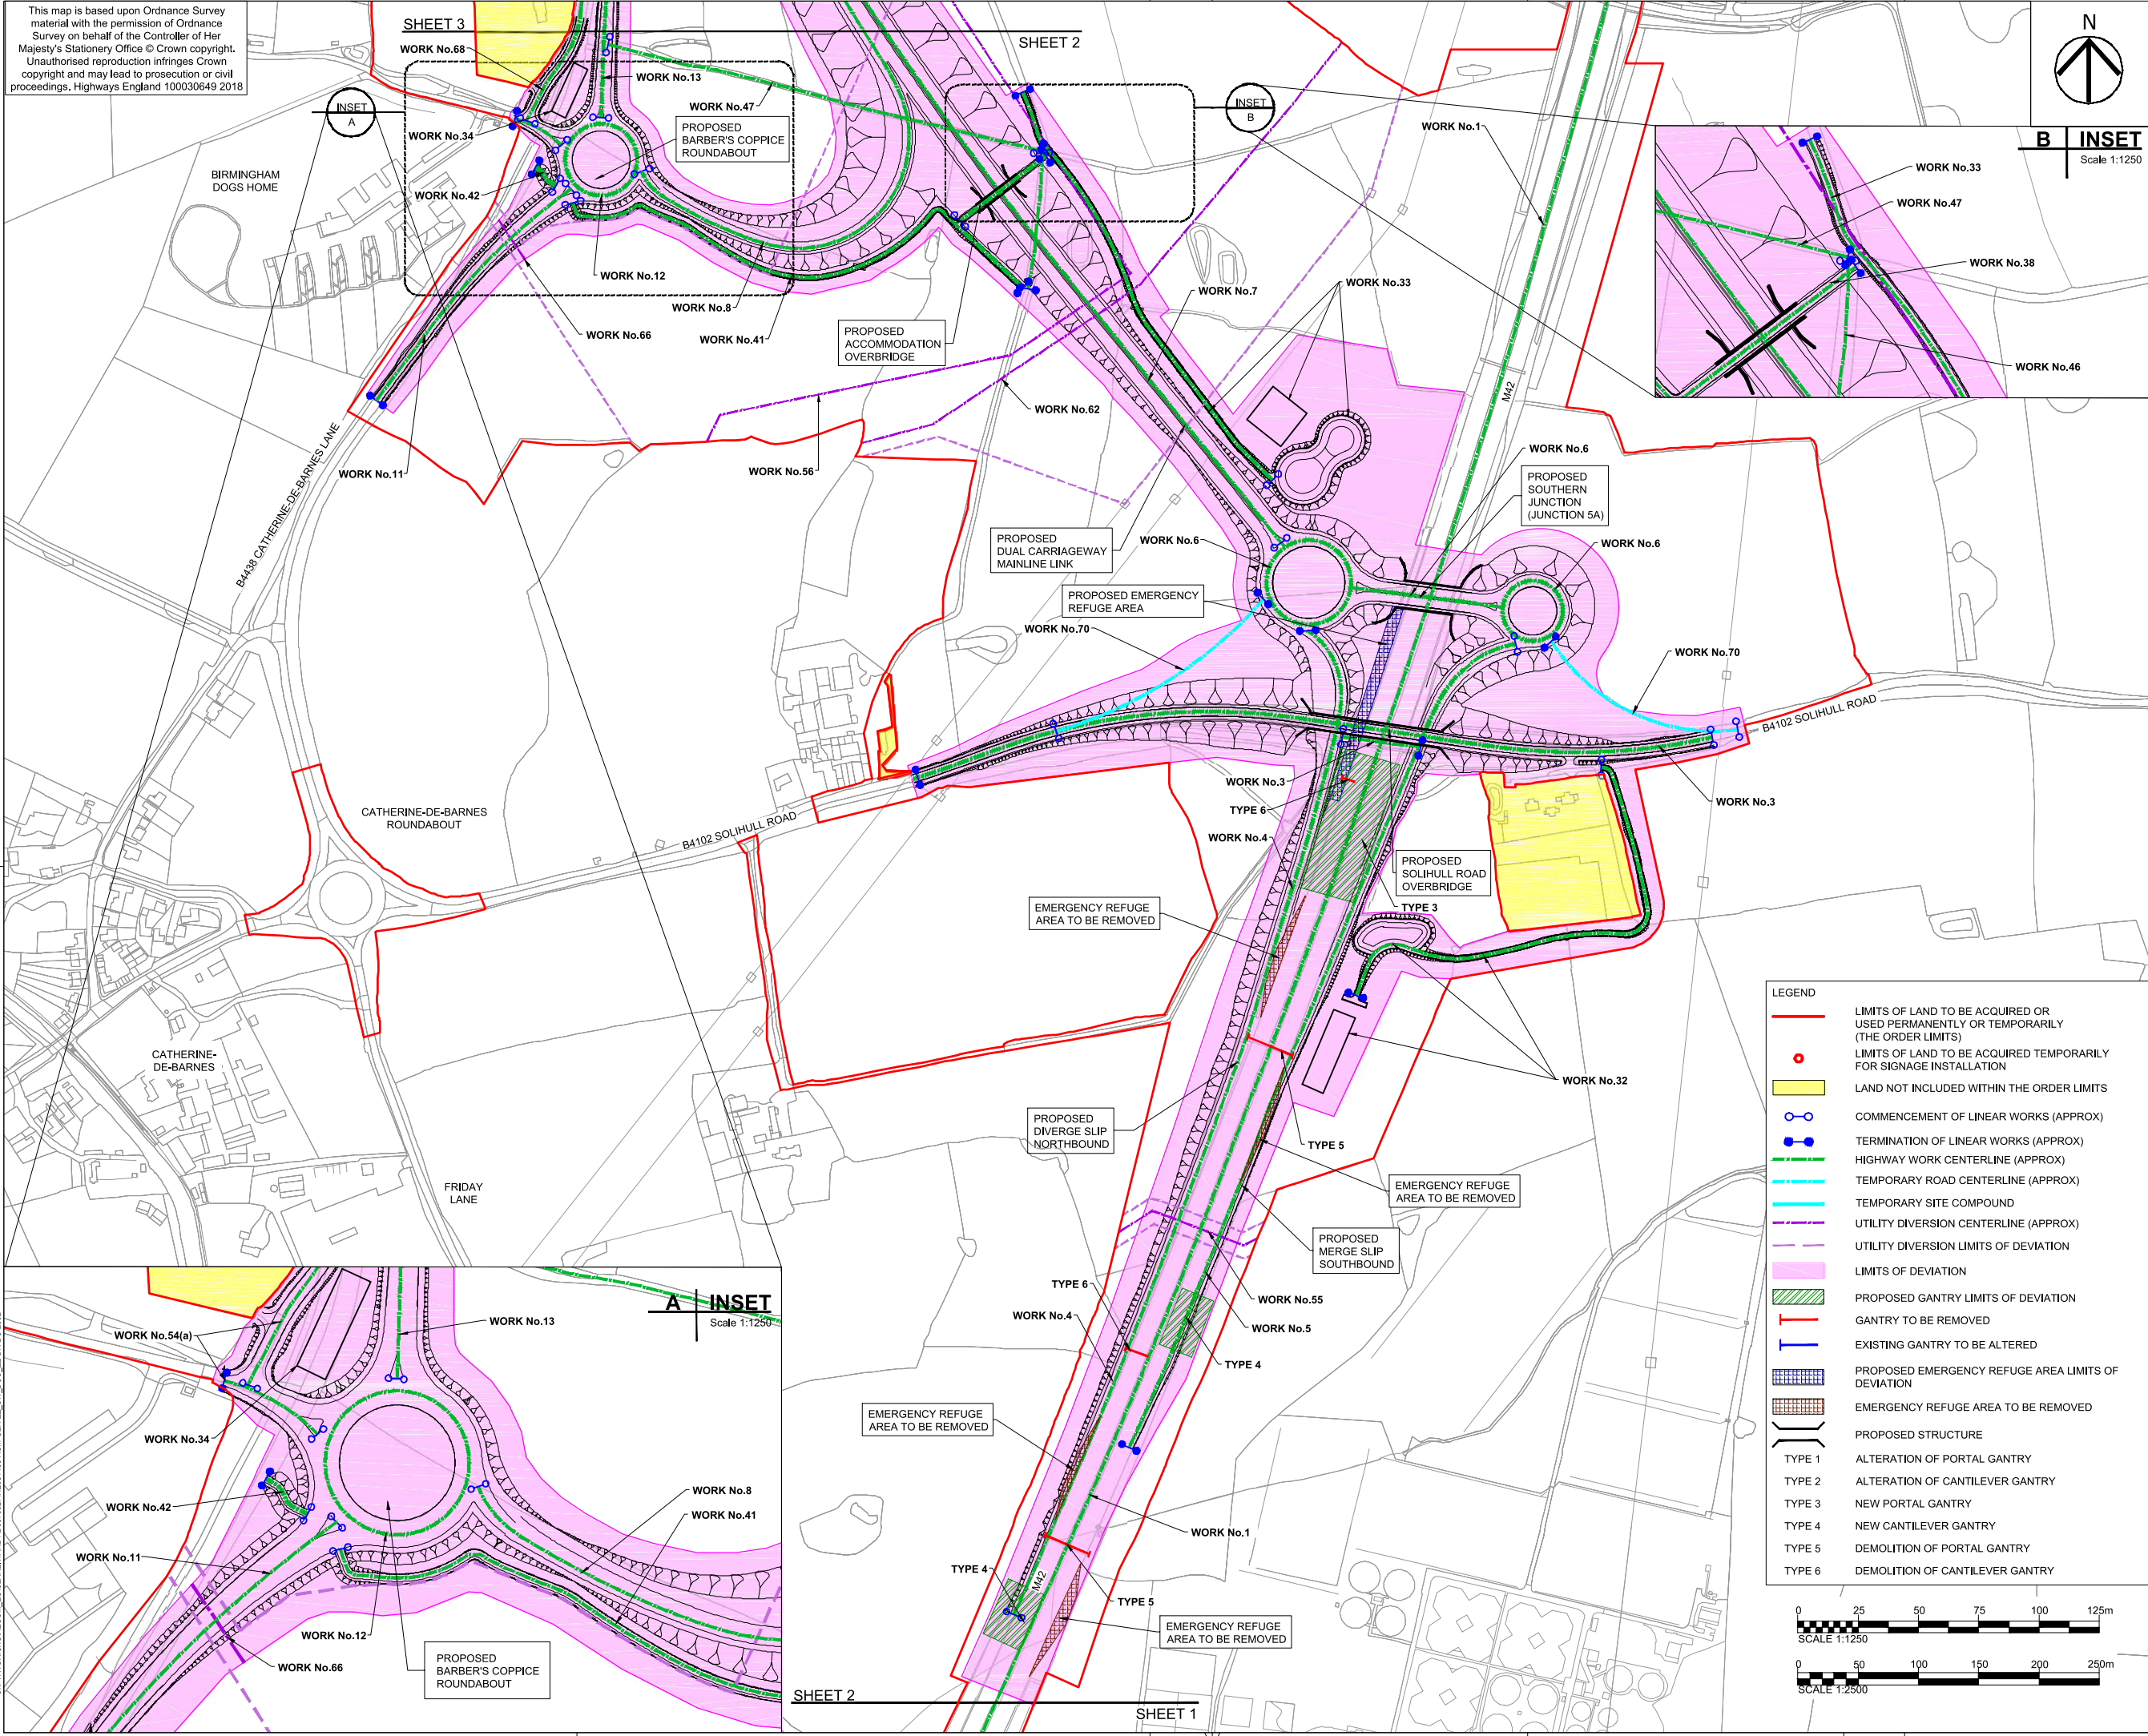 This map is based upon Ordnance Survey
material with the permission of Ordnance
Survey on behalf of the Controller of Her
Majesty's Stationery Office © Crown copyright.
Unauthorised reproduction infringes Crown
copyright and may lead to prosecution or civil
proceedings. Highways England 100030649 2018
SHEET 3
SHEET 2
N
WORK No.68
WORK No.13
WORK No.47
INSET
A
INSET
B
WORK No.34
PROPOSED
BARBER'S COPPICE
ROUNDABOUT
BIRMINGHAM
DOGS HOME
WORK No.42
WORK No.12
WORK No.8
WORK No.66
WORK No.41
WORK No.11
B4438 CATHERINE-DE-BARNES LANE
PROPOSED
ACCOMMODATION
OVERBRIDGE
WORK No.62
WORK No.56
WORK No.7
WORK No.33
WORK No.1
M42
B INSET
Scale 1:1250
WORK No.33
WORK No.47
WORK No.38
WORK No.46
WORK No.6
PROPOSED
SOUTHERN
JUNCTION
(JUNCTION 5A)
WORK No.6
PROPOSED
DUAL CARRIAGEWAY
MAINLINE LINK
WORK No.6
PROPOSED EMERGENCY
REFUGE AREA
WORK No.70
WORK No.70
B4102 SOLIHULL ROAD
WORK No.3
WORK No.3
TYPE 6
WORK No.4
PROPOSED
SOLIHULL ROAD
OVERBRIDGE
TYPE 3
B4102 SOLIHULL ROAD
CATHERINE-DE-BARNES
ROUNDABOUT
EMERGENCY REFUGE
AREA TO BE REMOVED
CATHERINE-
DE-BARNES
FRIDAY
LANE
WORK No.32
PROPOSED
DIVERGE SLIP
NORTHBOUND
TYPE 5
EMERGENCY REFUGE
AREA TO BE REMOVED
PROPOSED
MERGE SLIP
SOUTHBOUND
TYPE 6
WORK No.4
WORK No.55
WORK No.5
TYPE 4
EMERGENCY REFUGE
AREA TO BE REMOVED
WORK No.1
TYPE 4
M42
TYPE 5
EMERGENCY REFUGE
AREA TO BE REMOVED
SHEET 2
SHEET 1
A INSET
Scale 1:1250
WORK No.54(a)
WORK No.13
WORK No.34
WORK No.42
WORK No.8
WORK No.41
WORK No.11
WORK No.12
WORK No.66
PROPOSED
BARBER'S COPPICE
ROUNDABOUT
LEGEND
LIMITS OF LAND TO BE ACQUIRED OR
USED PERMANENTLY OR TEMPORARILY
(THE ORDER LIMITS)
LIMITS OF LAND TO BE ACQUIRED TEMPORARILY
FOR SIGNAGE INSTALLATION
LAND NOT INCLUDED WITHIN THE ORDER LIMITS
COMMENCEMENT OF LINEAR WORKS (APPROX)
TERMINATION OF LINEAR WORKS (APPROX)
HIGHWAY WORK CENTERLINE (APPROX)
TEMPORARY ROAD CENTERLINE (APPROX)
TEMPORARY SITE COMPOUND
UTILITY DIVERSION CENTERLINE (APPROX)
UTILITY DIVERSION LIMITS OF DEVIATION
LIMITS OF DEVIATION
PROPOSED GANTRY LIMITS OF DEVIATION
GANTRY TO BE REMOVED
EXISTING GANTRY TO BE ALTERED
PROPOSED EMERGENCY REFUGE AREA LIMITS OF
DEVIATION
EMERGENCY REFUGE AREA TO BE REMOVED
PROPOSED STRUCTURE
TYPE 1 ALTERATION OF PORTAL GANTRY
TYPE 2 ALTERATION OF CANTILEVER GANTRY
TYPE 3 NEW PORTAL GANTRY
TYPE 4 NEW CANTILEVER GANTRY
TYPE 5 DEMOLITION OF PORTAL GANTRY
TYPE 6 DEMOLITION OF CANTILEVER GANTRY
0 25 50 75 100 125m
SCALE 1:1250
0 50 100 150 200 250m
SCALE 1:2500